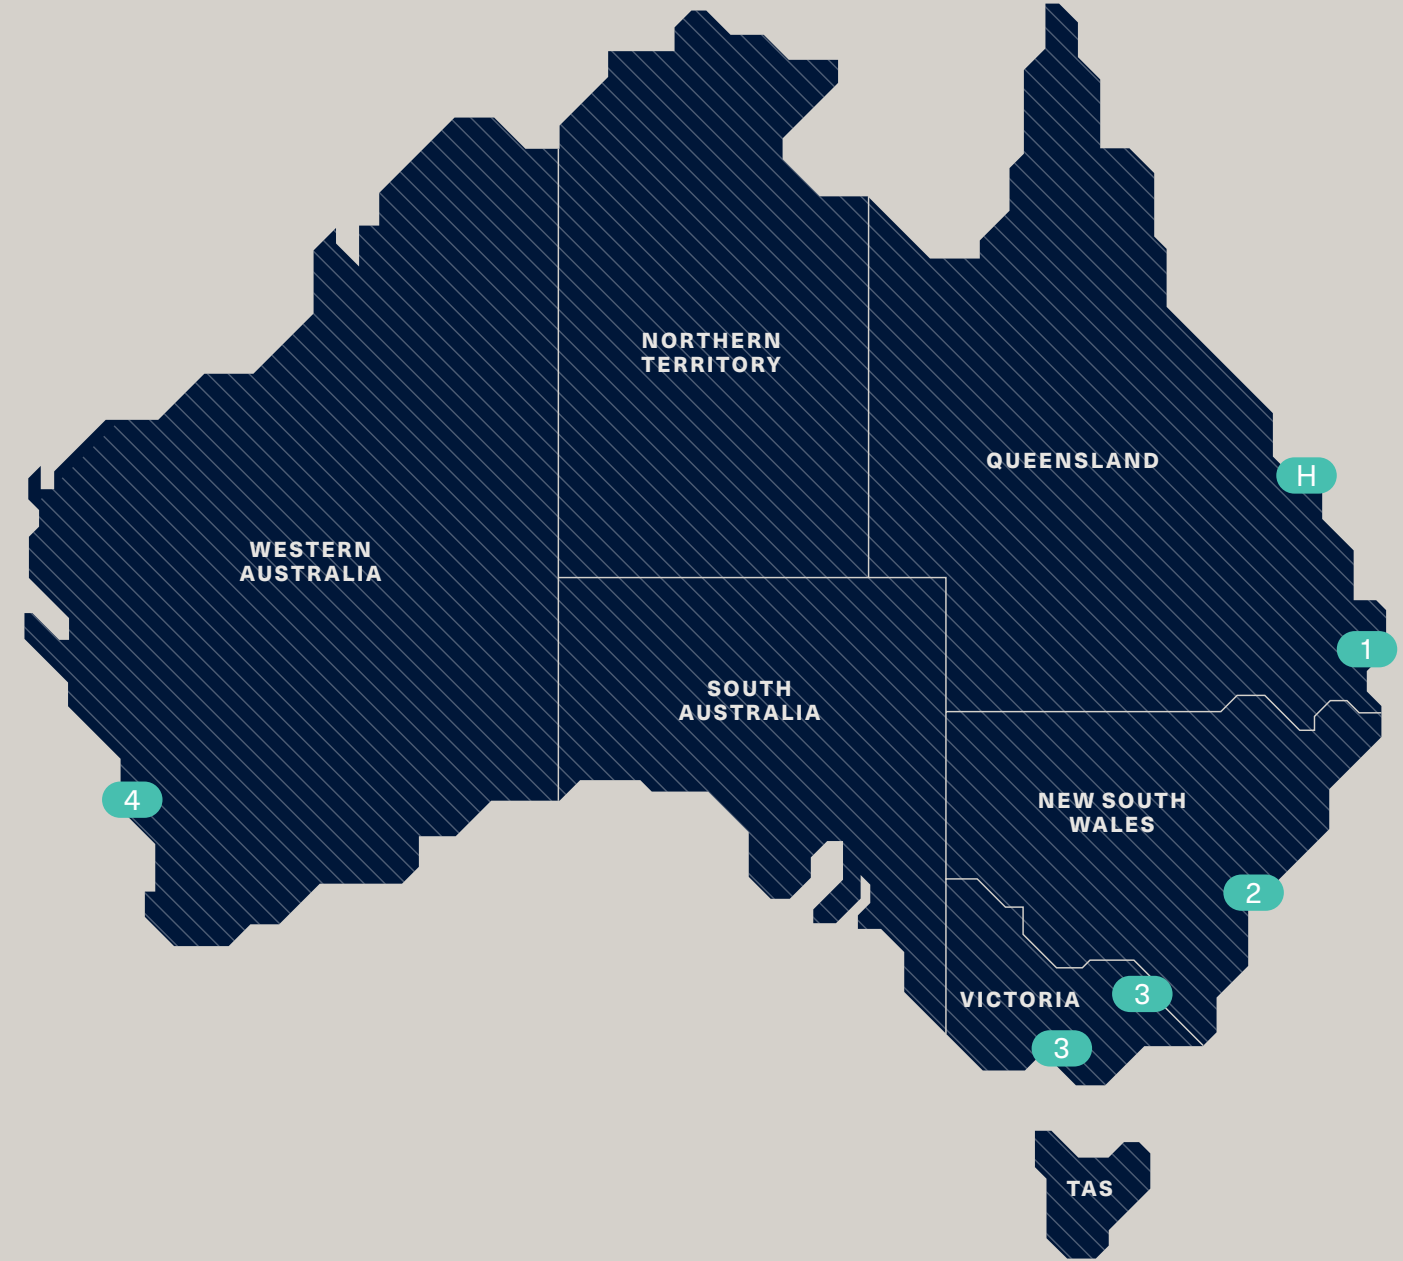 NORTHERN
TERRITORY
QUEENSLAND
H
WESTERN
AUSTRALIA
1
SOUTH
AUSTRALIA
4
NEW SOUTH
WALES
2
VICTORIA
3
3
TAS